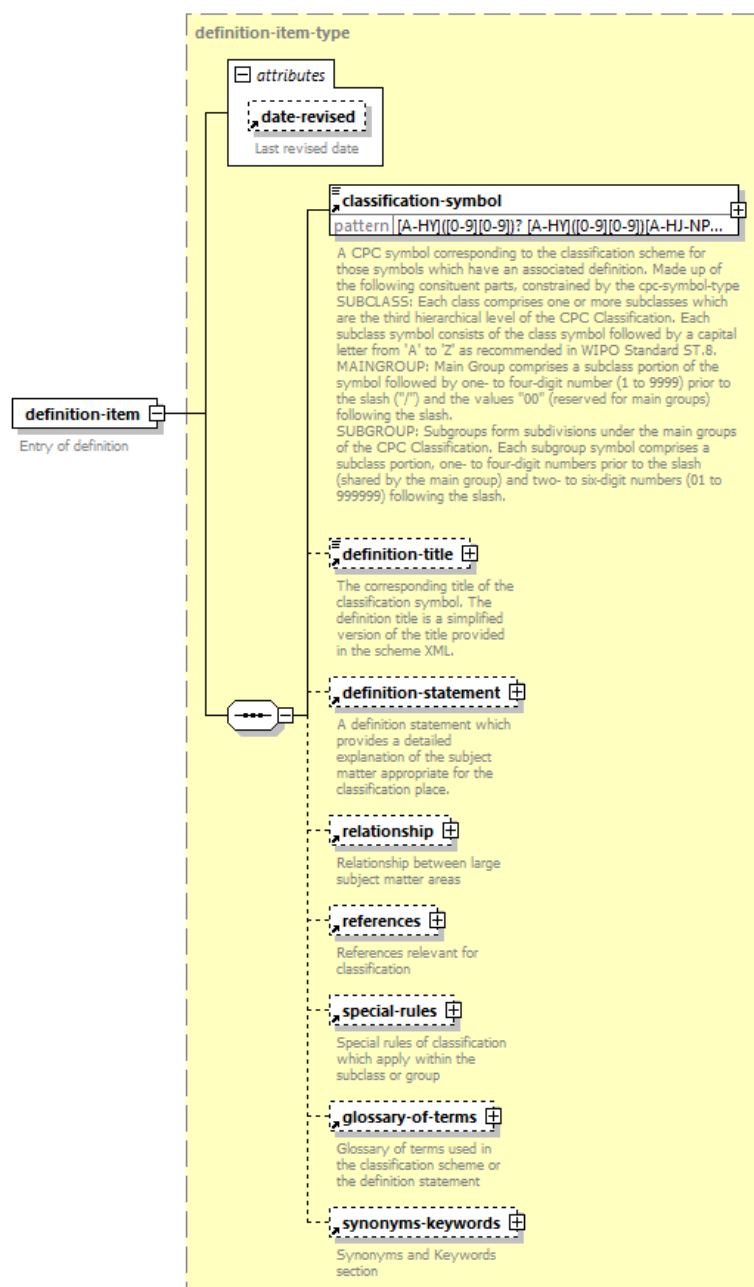 definition-item-type
attributes
date-revised
Last revised date
classification-symbol
pattern [A-HY]([0-9][0-9])? [A-HY]([0-9][0-9])[A-HJ-NP...
A CPC symbol corresponding to the classification scheme for
those symbols which have an associated definition. Made up of
the following consituent parts, constrained by the cpc-symbol-type
SUBCLASS: Each class comprises one or more subclasses which
are the third hierarchical level of the CPC Classification. Each
subclass symbol consists of the class symbol followed by a capital
letter from 'A' to 'Z' as recommended in WIPO Standard ST.8.
MAINGROUP: Main Group comprises a subclass portion of the
symbol followed by one- to four-digit number (1 to 9999) prior to
the slash ("/") and the values "00" (reserved for main groups)
following the slash.
SUBGROUP: Subgroups form subdivisions under the main groups
of the CPC Classification. Each subgroup symbol comprises a
subclass portion, one- to four-digit numbers prior to the slash
(shared by the main group) and two- to six-digit numbers (01 to
999999) following the slash.
definition-item
Entry of definition
definition-title
The corresponding title of the
classification symbol. The
definition title is a simplified
version of the title provided
in the scheme XML.
definition-statement
A definition statement which
provides a detailed
explanation of the subject
matter appropriate for the
classification place.
relationship
Relationship between large
subject matter areas
references
References relevant for
classification
special-rules
Special rules of classification
which apply within the
subclass or group
glossary-of-terms
Glossary of terms used in
the classification scheme or
the definition statement
synonyms-keywords
Synonyms and Keywords
section